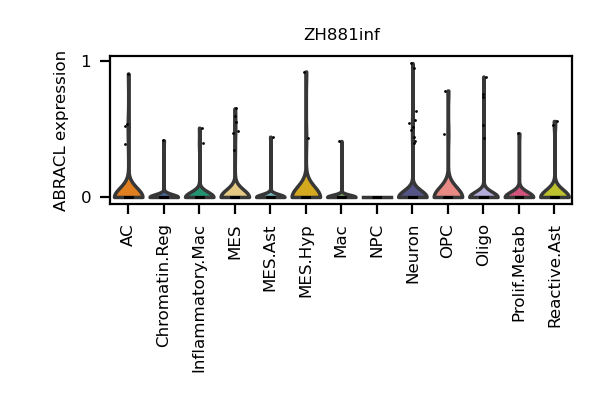 ZH881inf
ABRACL expression
1
0
AC
Chromatin.Reg
Inflammatory.Mac
MES
MES.Ast
MES.Hyp
Mac
NPC
Neuron
OPC
Oligo
Prolif.Metab
Reactive.Ast